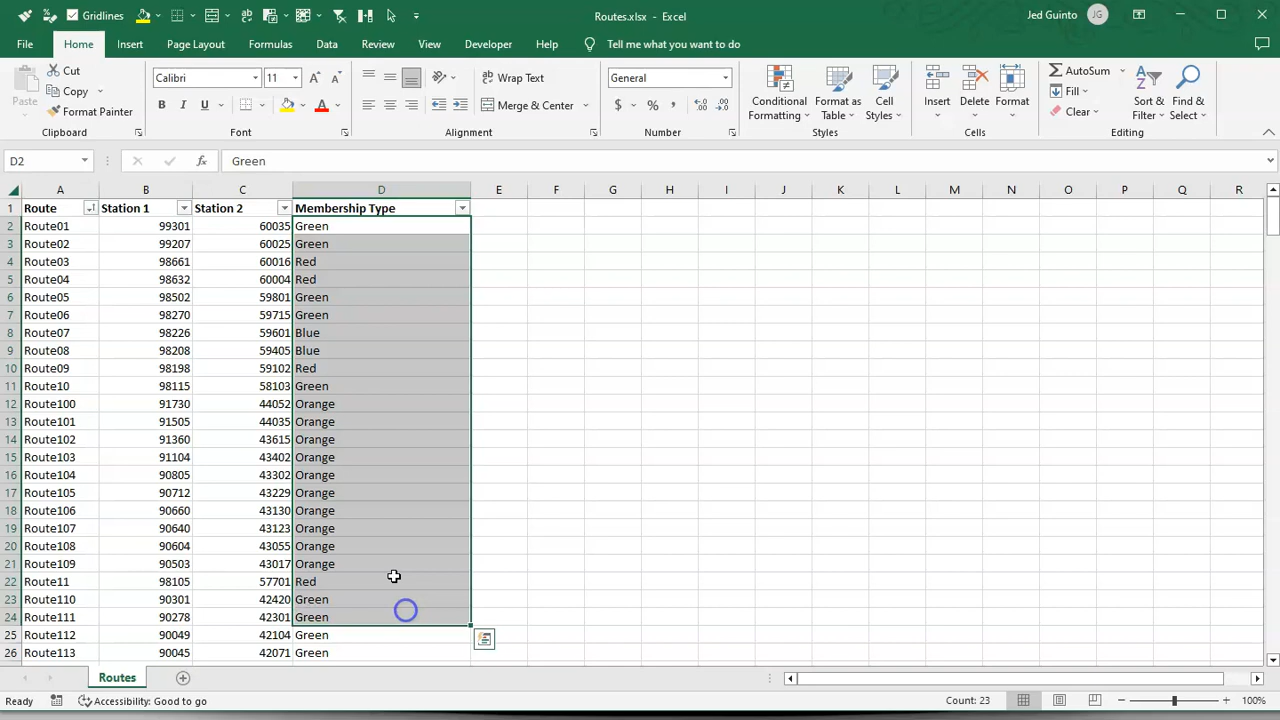 Gridlines
Routes.xlsx - Excel
Jed Guinto JG
File Home Insert Page Layout Formulas Data Review View Developer Help Tell me what you want to do
Paste
Cut
Copy
Format Painter
Clipboard
Calibri 11
B I U A
Font
Wrap Text
Merge & Center
Alignment
General
$ % ,
Number
Conditional Formatting
Format as Table
Cell Styles
Styles
Insert Delete Format
Cells
AutoSum
Fill
Clear
Sort & Filter
Find & Select
Editing
D2 fx Green
A B C D E F G H I J K L M N O P Q R
1 Route Station 1 Station 2 Membership Type
2 Route01 99301 60035 Green
3 Route02 99207 60025 Green
4 Route03 98661 60016 Red
5 Route04 98632 60004 Red
6 Route05 98502 59801 Green
7 Route06 98270 59715 Green
8 Route07 98226 59601 Blue
9 Route08 98208 59405 Blue
10 Route09 98198 59102 Red
11 Route10 98115 58103 Green
12 Route100 91730 44052 Orange
13 Route101 91505 44035 Orange
14 Route102 91360 43615 Orange
15 Route103 91104 43402 Orange
16 Route104 90805 43302 Orange
17 Route105 90712 43229 Orange
18 Route106 90660 43130 Orange
19 Route107 90640 43123 Orange
20 Route108 90604 43055 Orange
21 Route109 90503 43017 Orange
22 Route11 98105 57701 Red
23 Route110 90301 42420 Green
24 Route111 90278 42301 Green
25 Route112 90049 42104 Green
26 Route113 90045 42071 Green
Routes
Ready Accessibility: Good to go Count: 23 100%